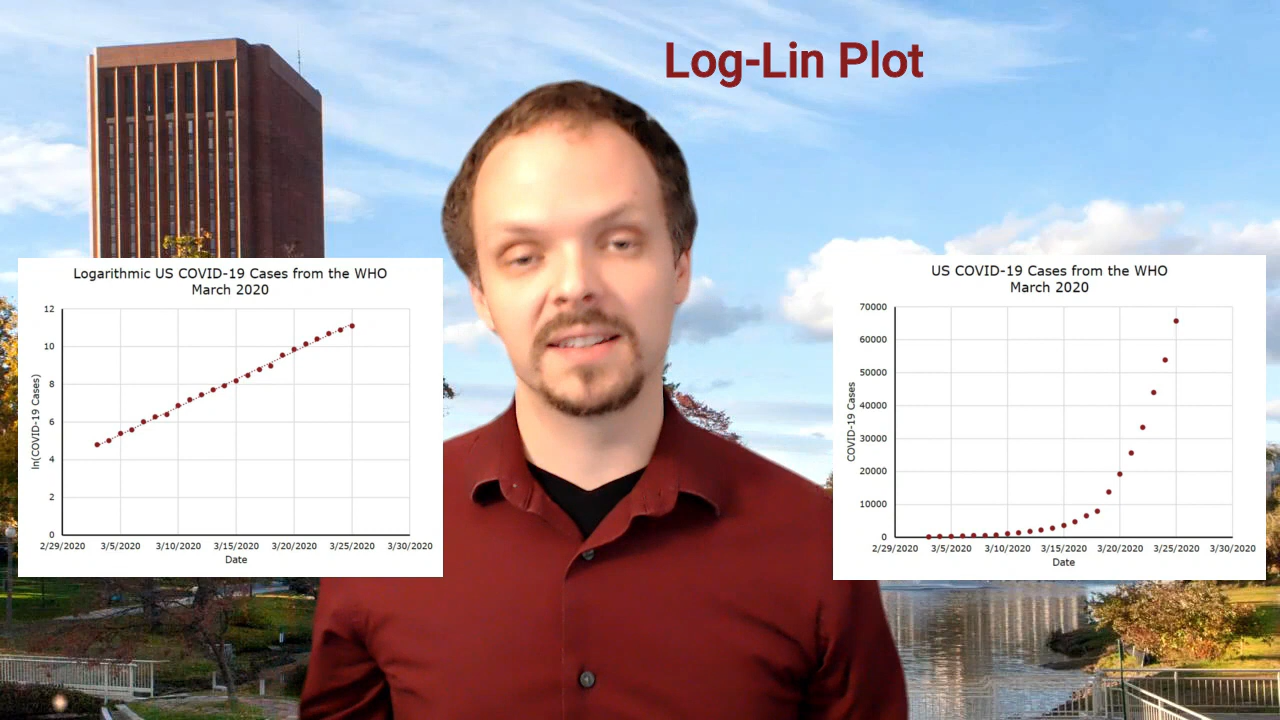 Log-Lin Plot
Logarithmic US COVID-19 Cases from the WHO
March 2020
12
10
8
6
4
2
0
ln(COVID-19 Cases)
2/29/2020 3/5/2020 3/10/2020 3/15/2020 3/20/2020 3/25/2020 3/30/2020
Date
US COVID-19 Cases from the WHO
March 2020
70000
60000
50000
40000
30000
20000
10000
0
COVID-19 Cases
2/29/2020 3/5/2020 3/10/2020 3/15/2020 3/20/2020 3/25/2020 3/30/2020
Date